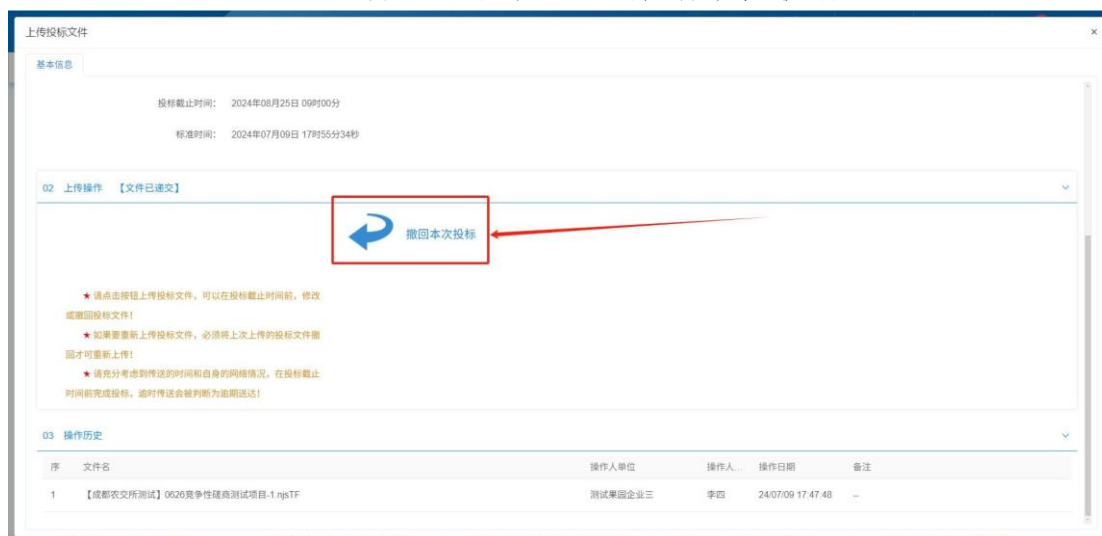 上传投标文件
×
基本信息
投标截止时间： 2024年08月25日 09时00分
标准时间： 2024年07月09日 17时55分34秒
02 上传操作 【文件已递交】
撤回本次投标
★ 请点击按钮上传投标文件，可以在投标截止时间前，修改
或撤回投标文件！
★ 如果要重新上传投标文件，必须将上次上传的投标文件撤
回才可重新上传！
★ 请充分考虑到传送的时间和自身的网络情况，在投标截止
时间前完成投标，逾时传送会被判断为逾期送达！
03 操作历史
序 文件名 操作人单位 操作人... 操作日期 备注
1 【成都农交所测试】0626竞争性磋商测试项目-1.njsTF 测试果园企业三 李四 24/07/09 17:47:48 --